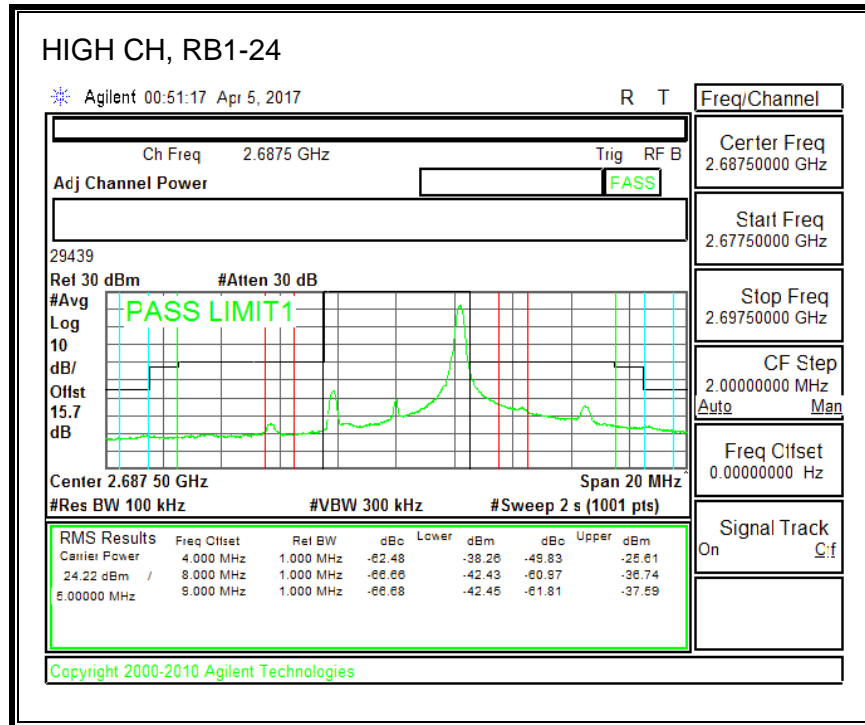 HIGH CH, RB1-24
Agilent 00:51:17 Apr 5, 2017 R T
Ch Freq 2.6875 GHz Trig RF B
Adj Channel Power PASS
29439
Ref 30 dBm #Atten 30 dB
#Avg
Log
10
dB/
Offst
15.7
dB
PASS LIMIT1
Center 2.687 50 GHz Span 20 MHz
#Res BW 100 kHz #VBW 300 kHz #Sweep 2 s (1001 pts)
RMS Results Freq Offset Ref BW dBc Lower dBm dBc Upper dBm
Carrier Power 4.000 MHz 1.000 MHz -62.48 -38.26 -49.83 -25.61
24.22 dBm / 8.000 MHz 1.000 MHz -66.66 -42.43 -60.97 -36.74
5.00000 MHz 9.000 MHz 1.000 MHz -66.68 -42.45 -61.81 -37.59
Copyright 2000-2010 Agilent Technologies
Freq/Channel
Center Freq
2.68750000 GHz
Start Freq
2.67750000 GHz
Stop Freq
2.69750000 GHz
CF Step
2.00000000 MHz
Auto Man
Freq Offset
0.00000000 Hz
Signal Track
On Off